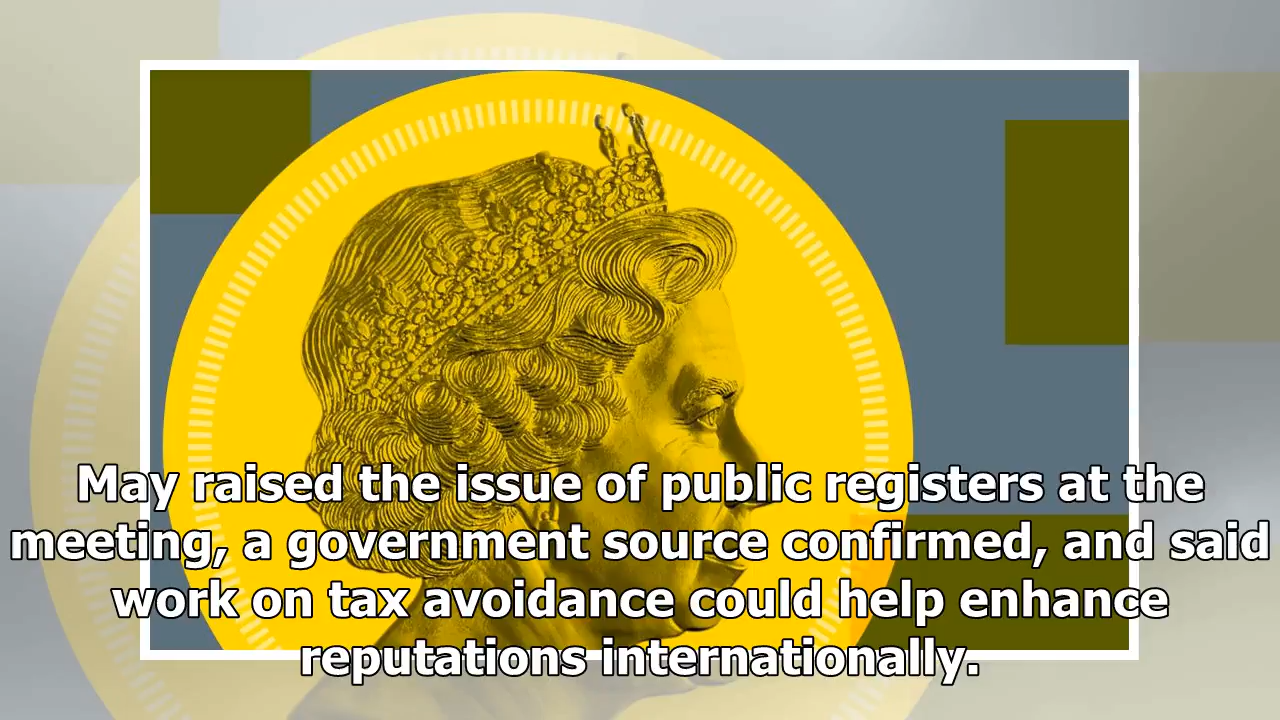 May raised the issue of public registers at the
meeting, a government source confirmed, and said
work on tax avoidance could help enhance
reputations internationally.